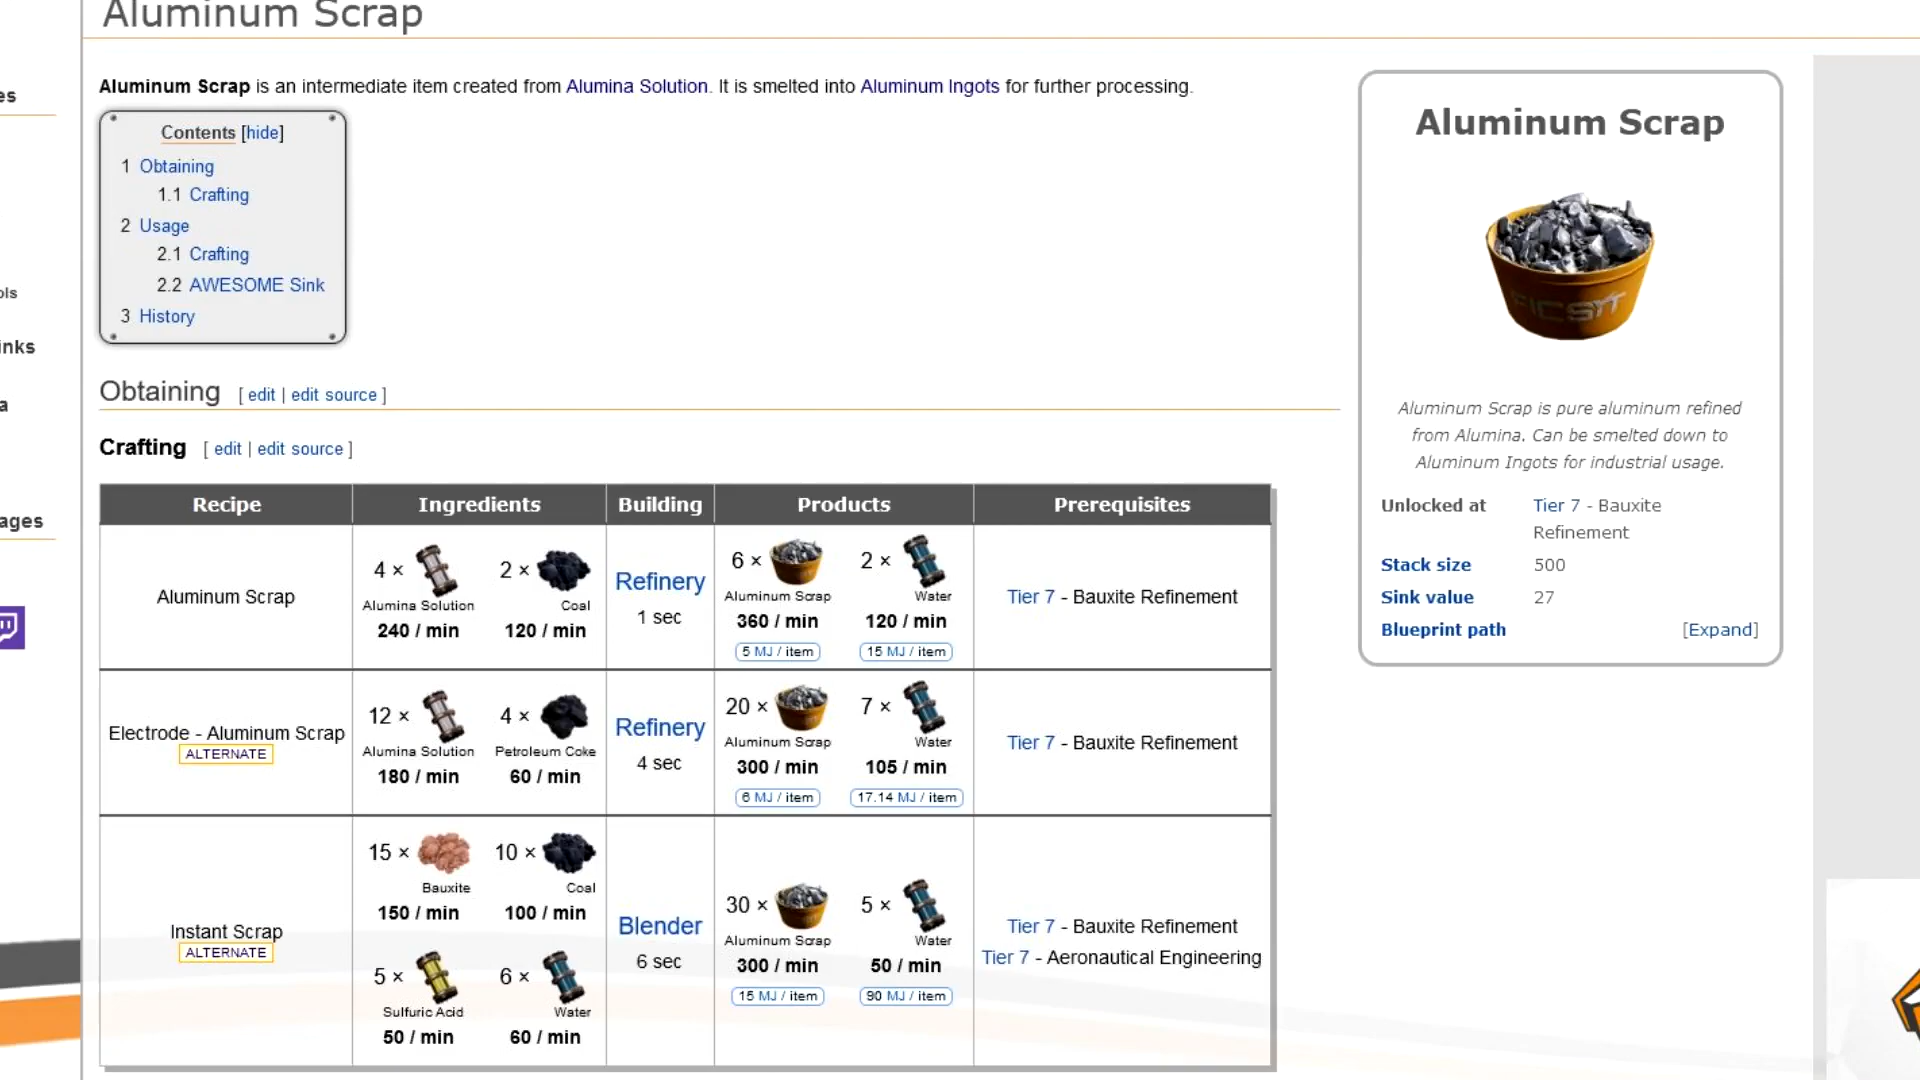 Aluminum Scrap
Aluminum Scrap is an intermediate item created from Alumina Solution. It is smelted into Aluminum Ingots for further processing.
Contents [hide]
1 Obtaining
1.1 Crafting
2 Usage
2.1 Crafting
2.2 AWESOME Sink
3 History
Obtaining [ edit | edit source ]
Crafting [ edit | edit source ]
Recipe Ingredients Building Products Prerequisites
Aluminum Scrap
4 × 2 ×
Alumina Solution Coal
240 / min 120 / min
Refinery
1 sec
6 × 2 ×
Aluminum Scrap Water
360 / min 120 / min
5 MJ / item 15 MJ / item
Tier 7 - Bauxite Refinement
Electrode - Aluminum Scrap
ALTERNATE
12 × 4 ×
Alumina Solution Petroleum Coke
180 / min 60 / min
Refinery
4 sec
20 × 7 ×
Aluminum Scrap Water
300 / min 105 / min
6 MJ / item 17.14 MJ / item
Tier 7 - Bauxite Refinement
Instant Scrap
ALTERNATE
15 × 10 ×
Bauxite Coal
150 / min 100 / min
5 × 6 ×
Sulfuric Acid Water
50 / min 60 / min
Blender
6 sec
30 × 5 ×
Aluminum Scrap Water
300 / min 50 / min
15 MJ / item 90 MJ / item
Tier 7 - Bauxite Refinement
Tier 7 - Aeronautical Engineering
Aluminum Scrap
FICSIT
Aluminum Scrap is pure aluminum refined
from Alumina. Can be smelted down to
Aluminum Ingots for industrial usage.
Unlocked at Tier 7 - Bauxite
Refinement
Stack size 500
Sink value 27
Blueprint path [Expand]